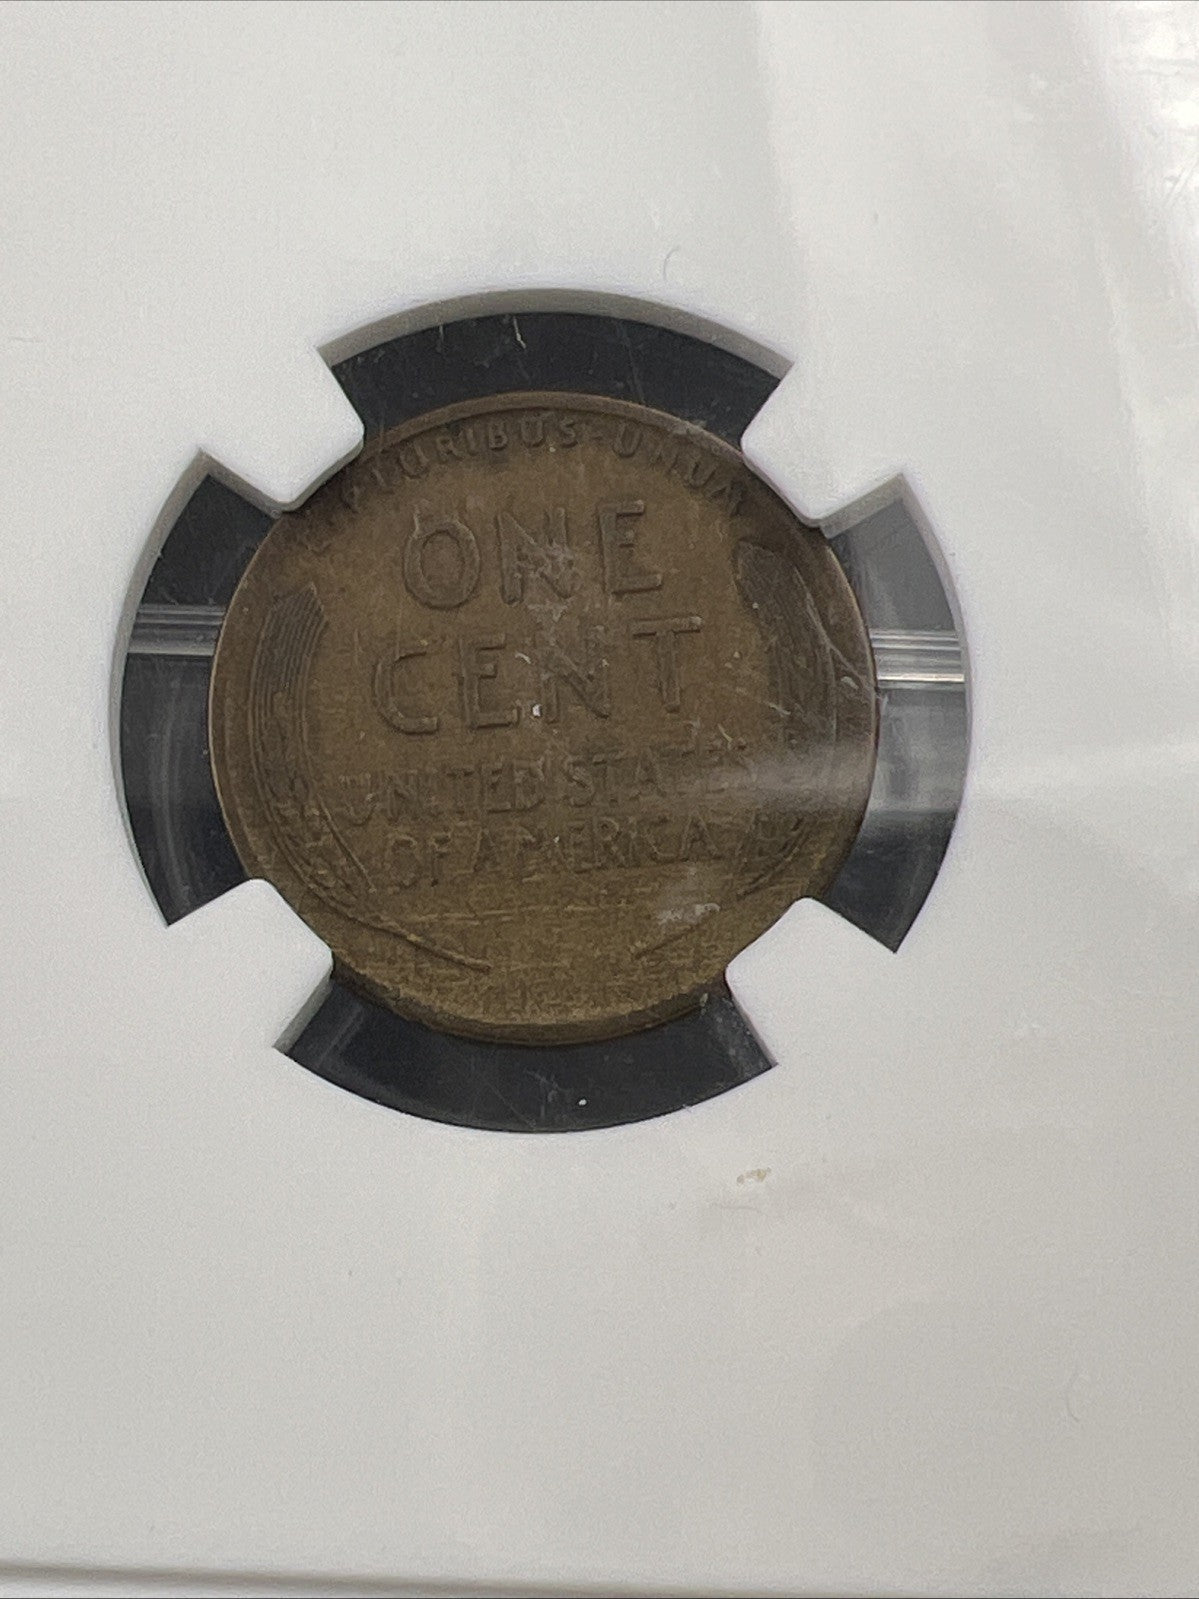 PLURIBUS·UNUM
ONE
CENT
UNITED STATES
OF AMERICA